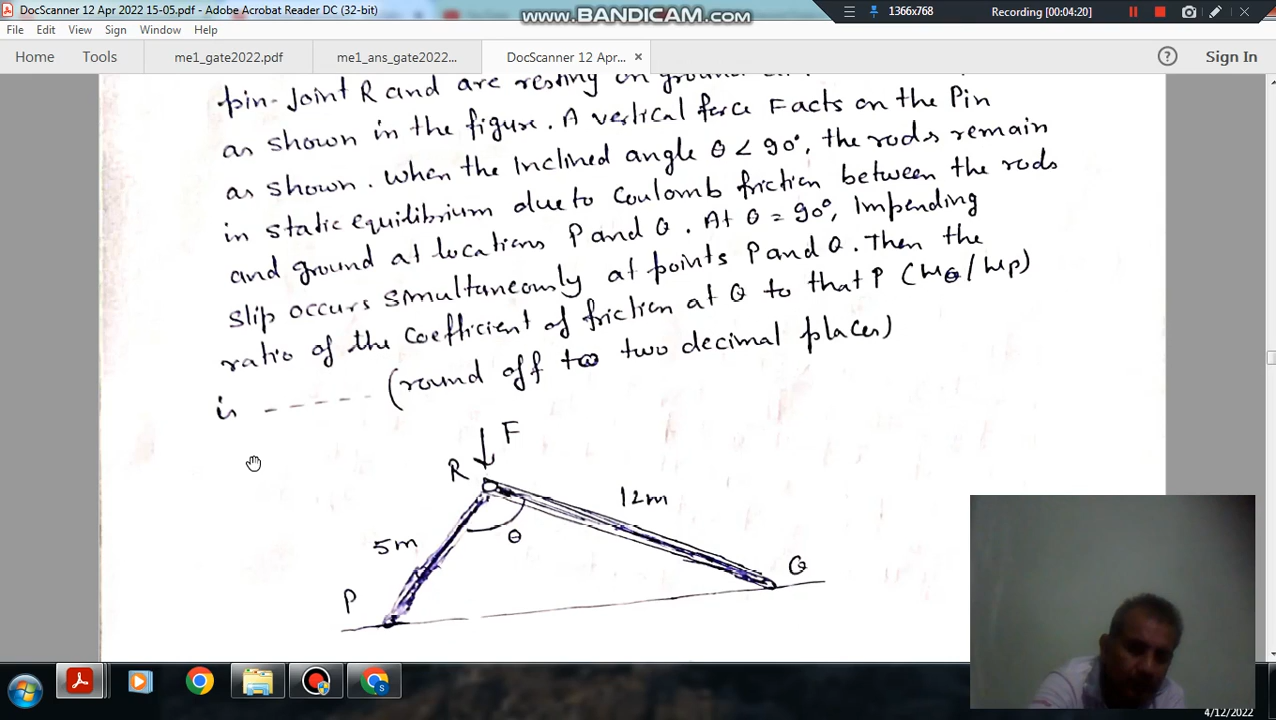 DocScanner 12 Apr 2022 15-05.pdf - Adobe Acrobat Reader DC (32-bit)
WWW.BANDICAM.COM
1366x768
Recording [00:04:20]
File Edit View Sign Window Help
Home Tools me1_gate2022.pdf me1_ans_gate2022... DocScanner 12 Apr... × Sign In
pin-Joint R and are resting on ground
as shown in the figure. A vertical force F acts on the Pin
as shown. when the Inclined angle θ < 90°, the rods remain
in static equilibrium due to Coulomb friction between the rods
and ground at locations P and Q. At θ = 90°, Impending
slip occurs simultaneously at points P and Q. Then the
ratio of the Coefficient of friction at Q to that P (μQ/μP)
is ----- (round off to two decimal places)
F
R
12m
5m
θ
Q
P
4/12/2022